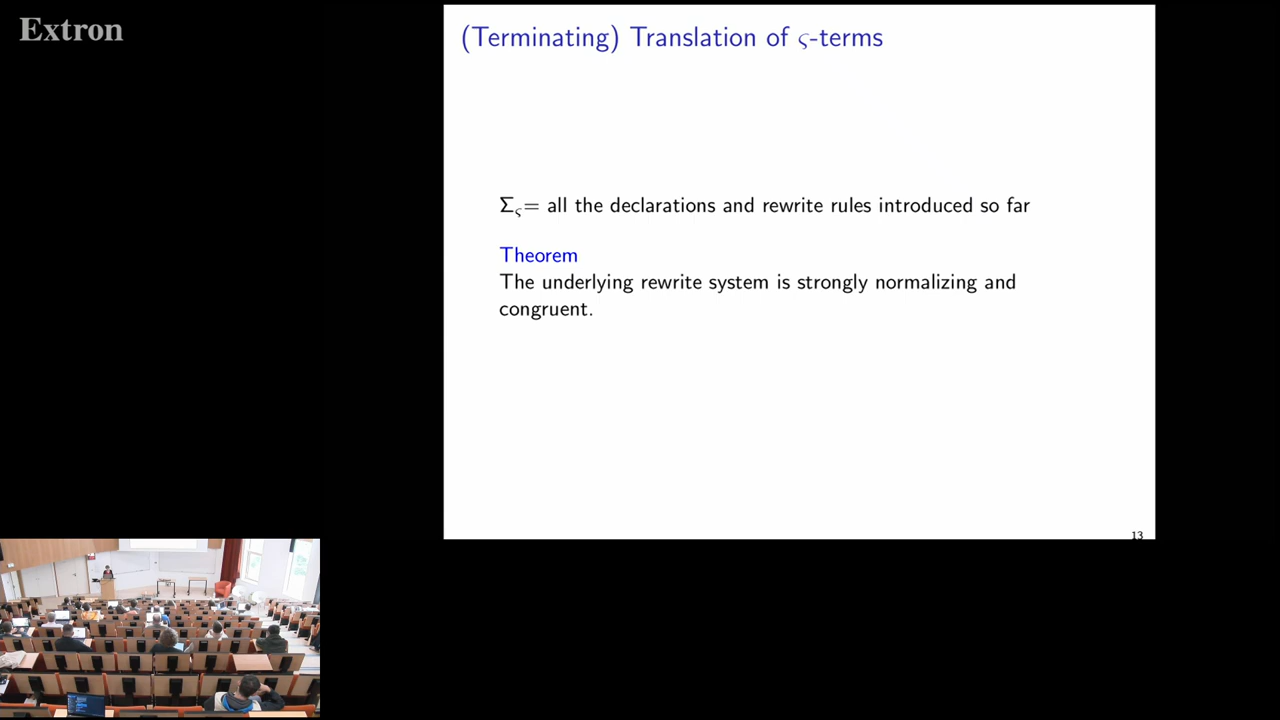 Extron
(Terminating) Translation of ς-terms
Σς= all the declarations and rewrite rules introduced so far
Theorem
The underlying rewrite system is strongly normalizing and
congruent.
13